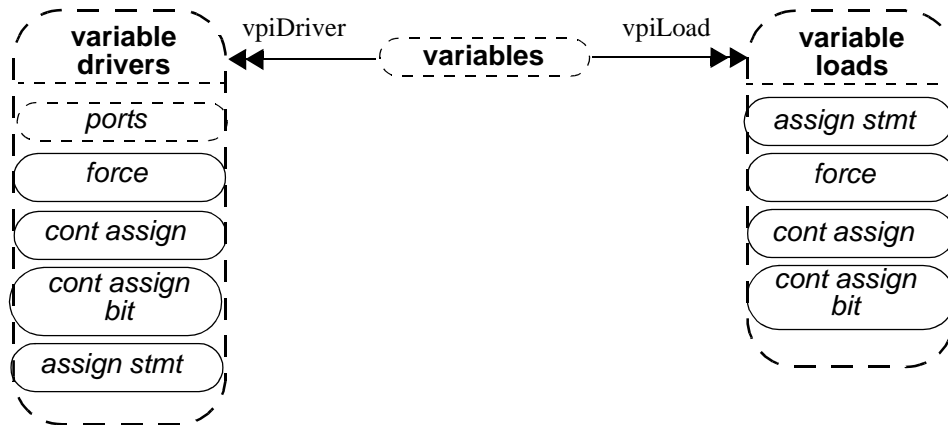 variable
drivers
vpiDriver
variables
vpiLoad
variable
loads
ports
force
cont assign
cont assign
bit
assign stmt
assign stmt
force
cont assign
cont assign
bit